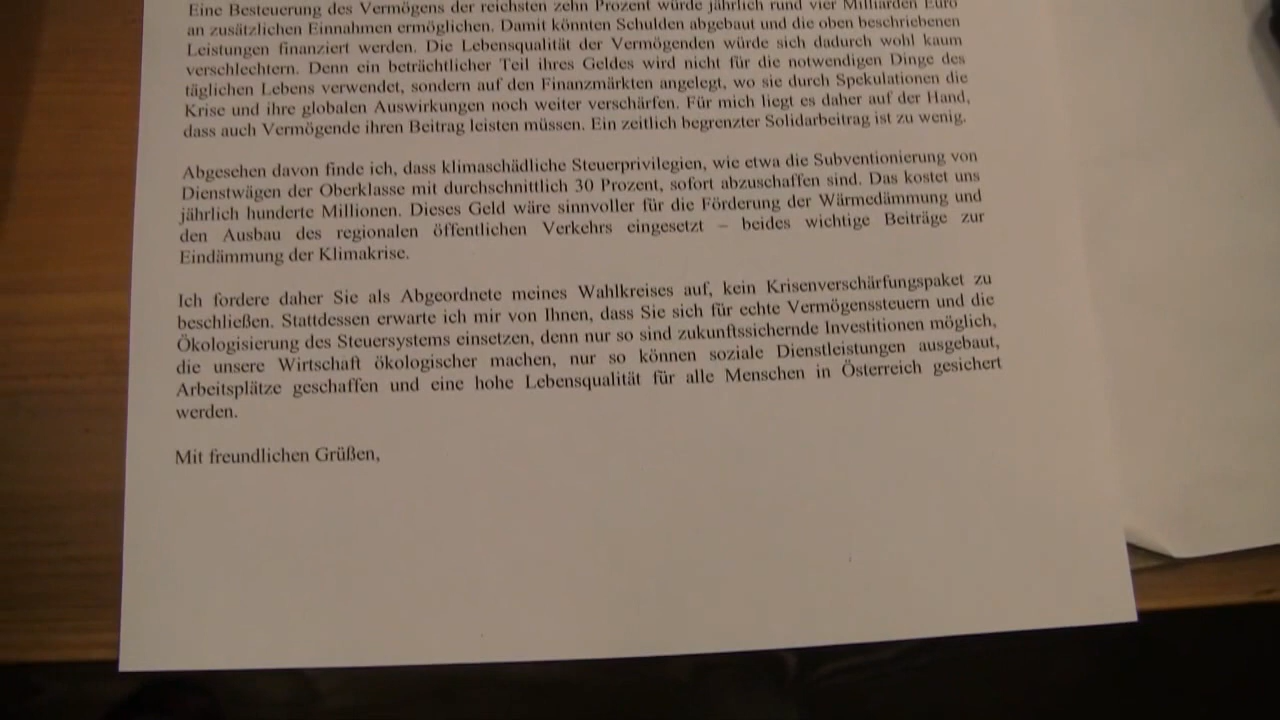 Eine Besteuerung des Vermögens der reichsten zehn Prozent würde jährlich rund vier Milliarden Euro
an zusätzlichen Einnahmen ermöglichen. Damit könnten Schulden abgebaut und die oben beschriebenen
Leistungen finanziert werden. Die Lebensqualität der Vermögenden würde sich dadurch wohl kaum
verschlechtern. Denn ein beträchtlicher Teil ihres Geldes wird nicht für die notwendigen Dinge des
täglichen Lebens verwendet, sondern auf den Finanzmärkten angelegt, wo sie durch Spekulationen die
Krise und ihre globalen Auswirkungen noch weiter verschärfen. Für mich liegt es daher auf der Hand,
dass auch Vermögende ihren Beitrag leisten müssen. Ein zeitlich begrenzter Solidarbeitrag ist zu wenig.
Abgesehen davon finde ich, dass klimaschädliche Steuerprivilegien, wie etwa die Subventionierung von
Dienstwägen der Oberklasse mit durchschnittlich 30 Prozent, sofort abzuschaffen sind. Das kostet uns
jährlich hunderte Millionen. Dieses Geld wäre sinnvoller für die Förderung der Wärmedämmung und
den Ausbau des regionalen öffentlichen Verkehrs eingesetzt – beides wichtige Beiträge zur
Eindämmung der Klimakrise.
Ich fordere daher Sie als Abgeordnete meines Wahlkreises auf, kein Krisenverschärfungspaket zu
beschließen. Stattdessen erwarte ich mir von Ihnen, dass Sie sich für echte Vermögenssteuern und die
Ökologisierung des Steuersystems einsetzen, denn nur so sind zukunftssichernde Investitionen möglich,
die unsere Wirtschaft ökologischer machen, nur so können soziale Dienstleistungen ausgebaut,
Arbeitsplätze geschaffen und eine hohe Lebensqualität für alle Menschen in Österreich gesichert
werden.
Mit freundlichen Grüßen,